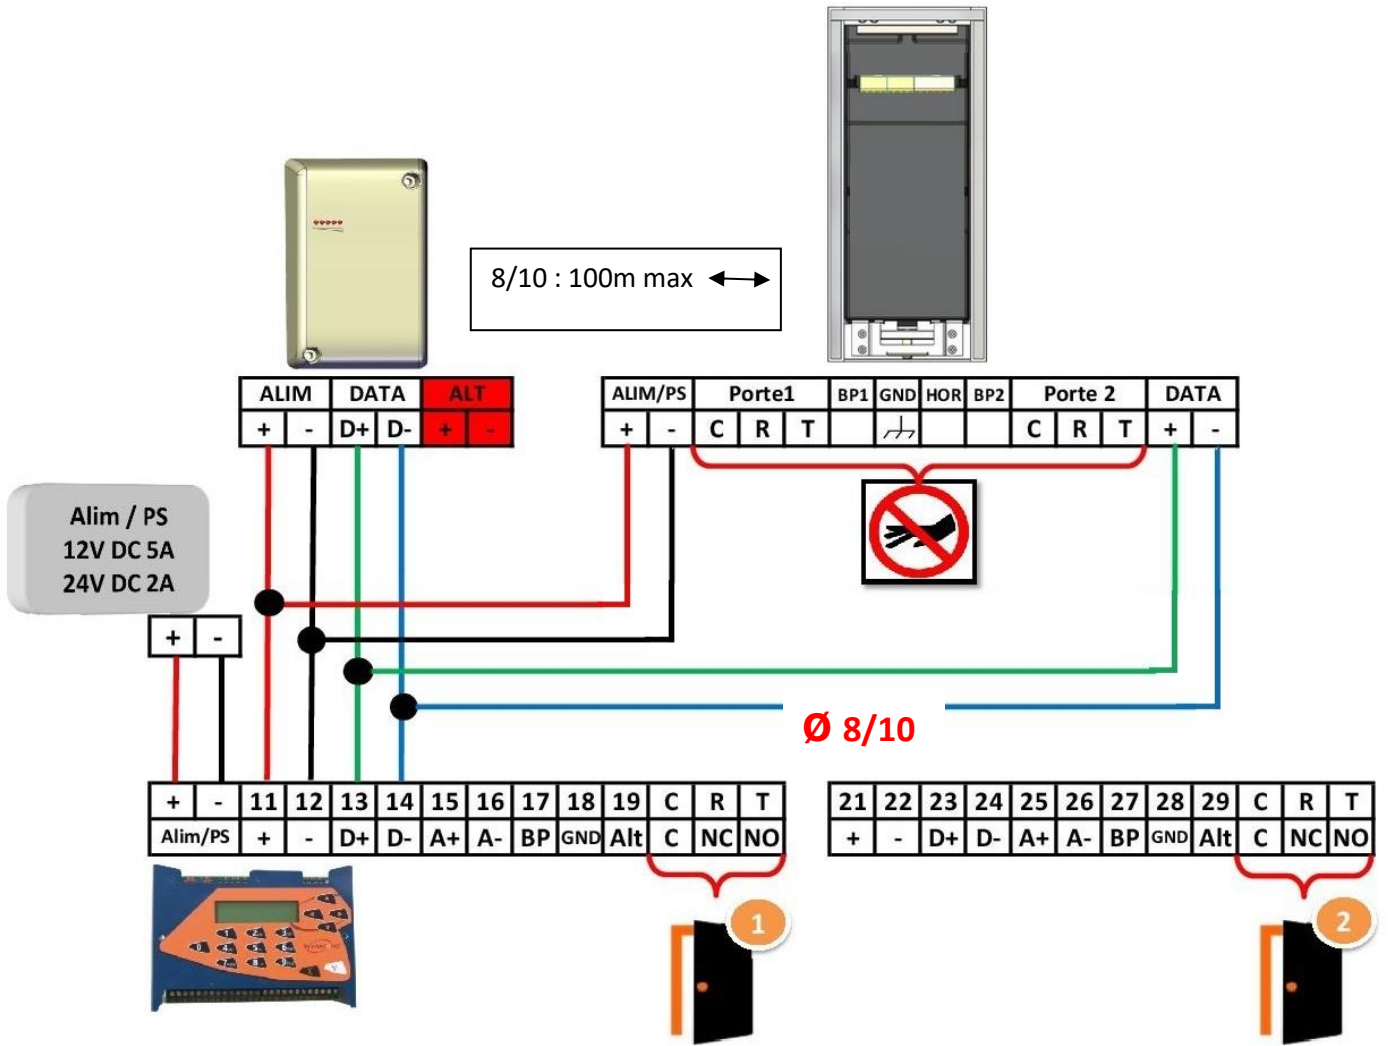 8/10 : 100m max
ALIM DATA ALT
+ - D+ D- + -
ALIM/PS Porte1 BP1 GND HOR BP2 Porte 2 DATA
+ - C R T C R T + -
Alim / PS
12V DC 5A
24V DC 2A
+ -
Ø 8/10
+ - 11 12 13 14 15 16 17 18 19 C R T
Alim/PS + - D+ D- A+ A- BP GND Alt C NC NO
21 22 23 24 25 26 27 28 29 C R T
+ - D+ D- A+ A- BP GND Alt C NC NO
1
2